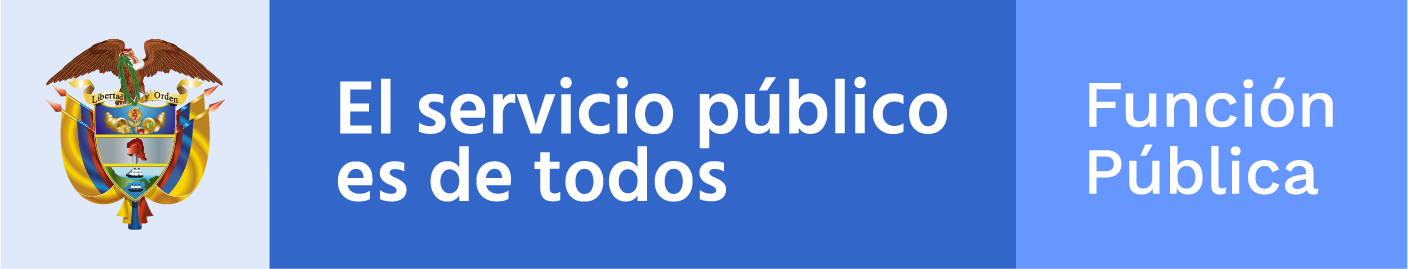 Libertad y Orden
El servicio público
es de todos
Función
Pública